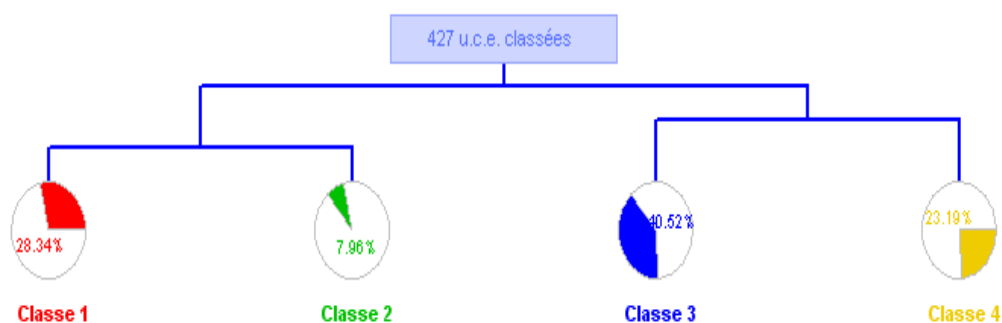 427 u.c.e. classées
28.34%
7.96%
40.52%
23.19%
Classe 1
Classe 2
Classe 3
Classe 4